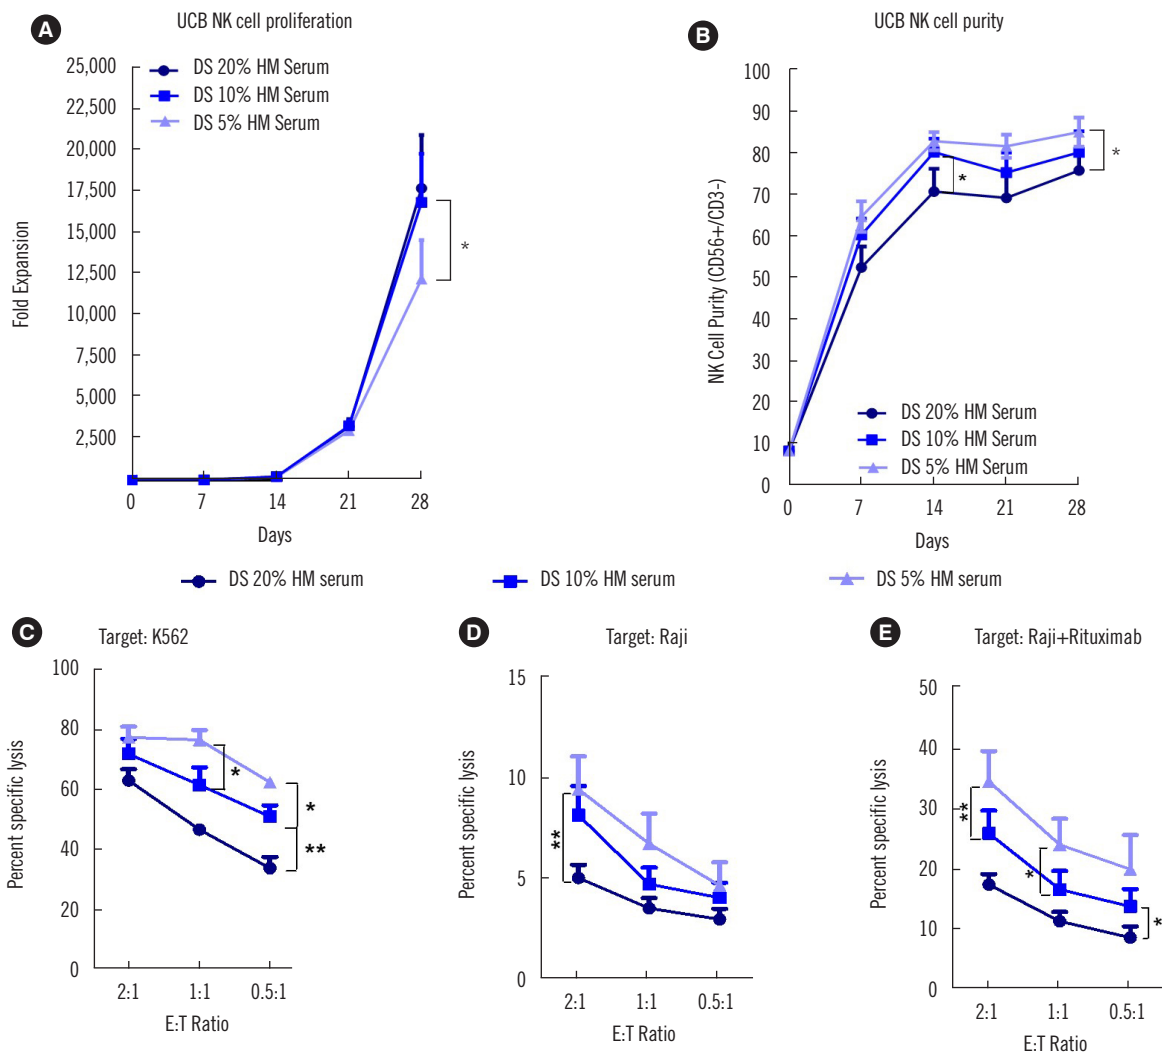 A
UCB NK cell proliferation
25,000
22,500
20,000
17,500
15,000
12,500
10,000
7,500
5,000
2,500
Fold Expansion
DS 20% HM Serum
DS 10% HM Serum
DS 5% HM Serum
*
0 7 14 21 28
Days
B
UCB NK cell purity
100
90
80
70
60
50
40
30
20
10
0
NK Cell Purity (CD56+/CD3-)
*
*
DS 20% HM Serum
DS 10% HM Serum
DS 5% HM Serum
0 7 14 21 28
Days
DS 20% HM serum
DS 10% HM serum
DS 5% HM serum
C
Target: K562
100
80
60
40
20
0
Percent specific lysis
*
*
**
2:1 1:1 0.5:1
E:T Ratio
D
Target: Raji
15
10
5
0
Percent specific lysis
**
2:1 1:1 0.5:1
E:T Ratio
E
Target: Raji+Rituximab
50
40
30
20
10
0
Percent specific lysis
**
*
*
2:1 1:1 0.5:1
E:T Ratio